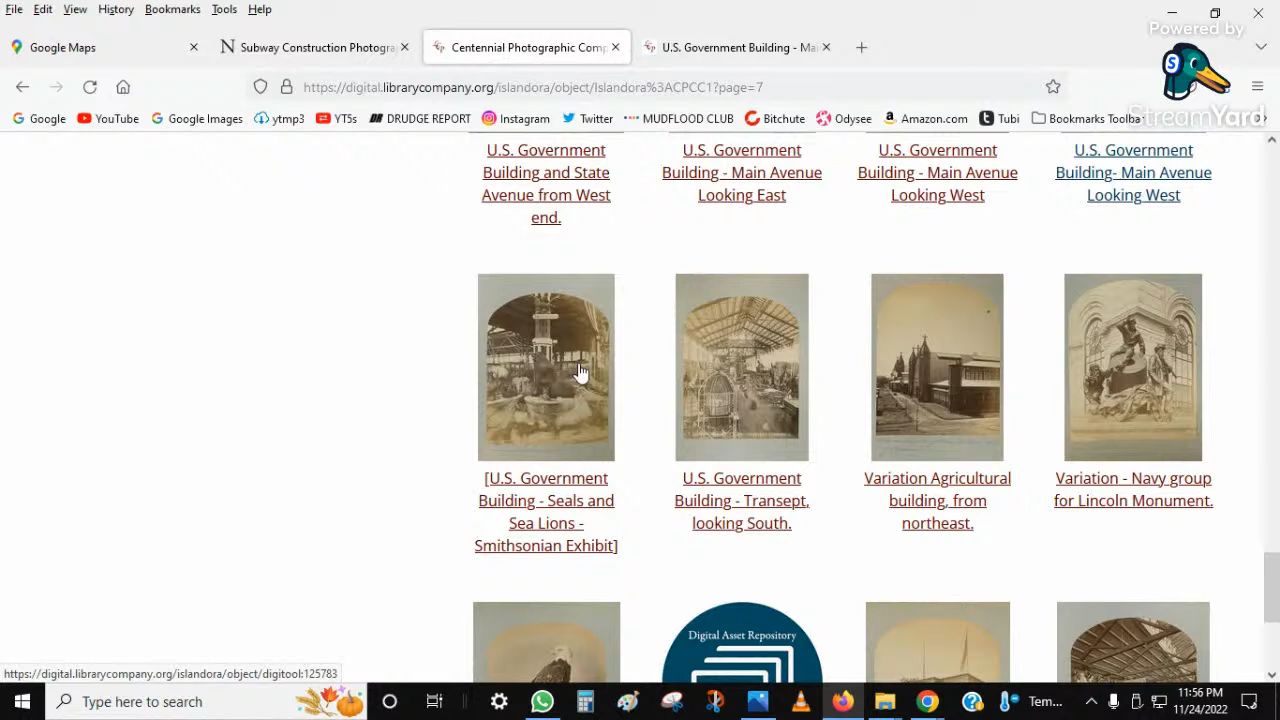 File Edit View History Bookmarks Tools Help
Powered by
StreamYard
Google Maps
Subway Construction Photogra
Centennial Photographic Comp
U.S. Government Building - Mai
https://digital.librarycompany.org/islandora/object/Islandora%3ACPCC1?page=7
Google YouTube Google Images ytmp3 YT5s DRUDGE REPORT Instagram Twitter MUDFLOOD CLUB Bitchute Odysee Amazon.com Tubi Bookmarks Toolbar
U.S. Government
Building and State
Avenue from West
end.
U.S. Government
Building - Main Avenue
Looking East
U.S. Government
Building - Main Avenue
Looking West
U.S. Government
Building- Main Avenue
Looking West
[U.S. Government
Building - Seals and
Sea Lions -
Smithsonian Exhibit]
U.S. Government
Building - Transept,
looking South.
Variation Agricultural
building, from
northeast.
Variation - Navy group
for Lincoln Monument.
Digital Asset Repository
https://digital.librarycompany.org/islandora/object/digitool:125783
Type here to search
Tem...
11:56 PM
11/24/2022